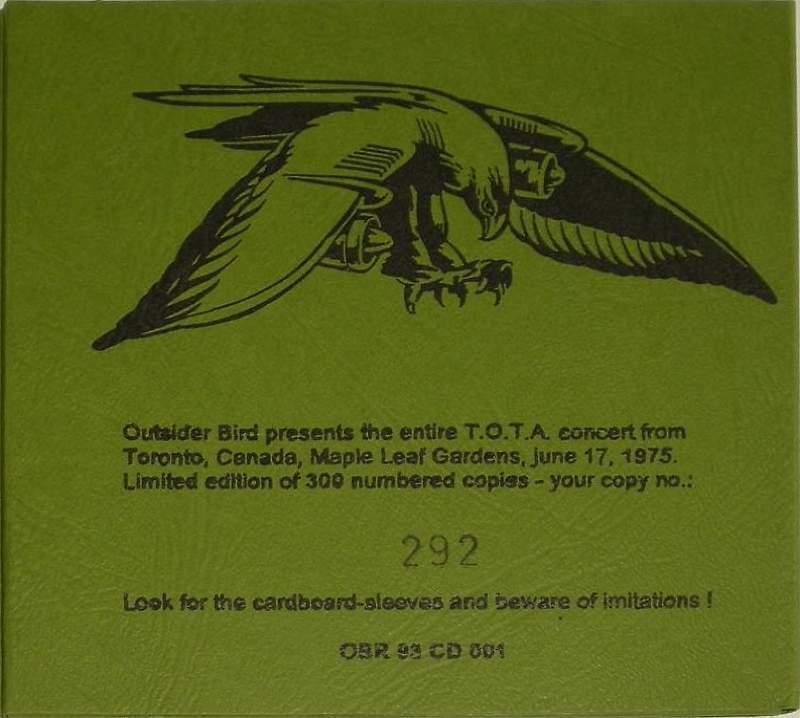 Outsider Bird presents the entire T.O.T.A. concert from
Toronto, Canada, Maple Leaf Gardens, june 17, 1975.
Limited edition of 300 numbered copies - your copy no.:
292
Look for the cardboard-sleeves and beware of imitations !
OBR 93 CD 001